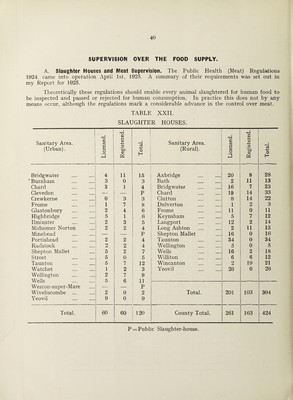 40
SUPERVISION OVER THE FOOD SUPPLY.
A. Slaughter Houses and Meat Supervision. The Public Health (Meat) Regulations
1924 came into operation April 1st, 1925. A summary of their requirements was set out in
my Report for 1925.
Theoretically these regulations should enable every animal slaughtered for human food to
be inspected and passed or rejected for human consumption. In practice this does not by any
means occur, although the regulations mark a considerable advance in the control over meat.
TABLE XXII.
SLAUGHTER HOUSES.
Sanitary Area. (Urban). Licensed. Registered. Total. Sanitary Area. (Rural). Licensed. Registered. Total.
Bridgwater 4 11 15 Axbridge 20 8 28
Burnham 3 0 3 Bath 2 11 13
Chard 3 1 4 Bridgwater 16 7 23
Clevedon — — P Chard 19 14 33
Crewkerne 0 3 3 Clutton 8 14 22
Frome 1 7 8 Dulverton 1 2 3
Glastonbury 2 4 6 Frome 11 0 11
Highbridge 5 1 6 Keynsham 5 7 12
Ilminster 2 3 5 Langport 12 2 14
Midsomer Norton 2 2 4 Long Ashton 2 11 13
Minehead — — P Shepton Mallet 16 0 16
Portishead 2 2 4 Taunton 34 0 34
Radstock 2 2 4 Wellington 5 0 5
Shepton Mallet 5 2 7 Wells 16 2 18
Street 5 0 5 Williton 6 6 12
Taunton 5 7 12 Wincanton 2 19 21
Watchet 1 2 3 Yeovil 26 0 26
Wellington 2 7 9
Wells 5 6 11
Weston-super-Mare — — P
Wiveliscombe 2 0 2 Total. 201 103 304
Yeovil 9 0 9
Total. 60 60 120 County Total. 261 163 424
P=Public Slaughter-house.